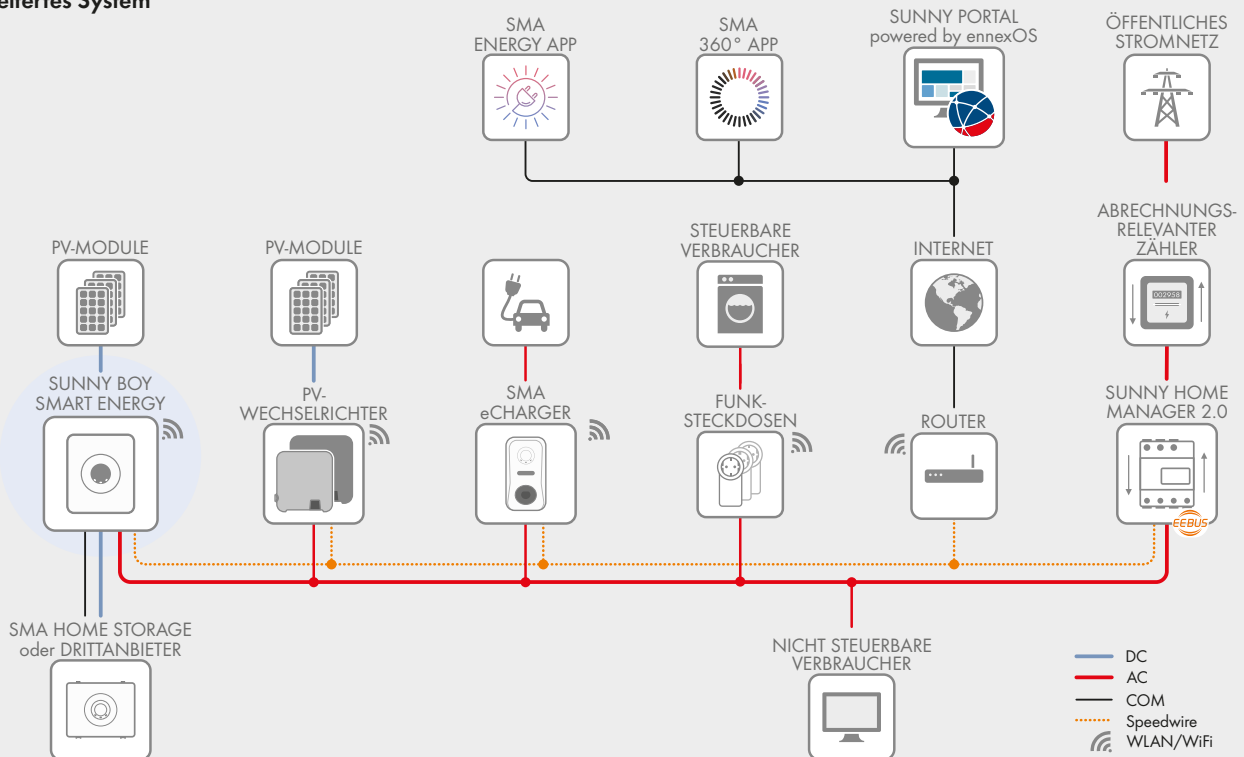 System
SMA
ENERGY APP
SMA
360° APP
SUNNY PORTAL
powered by ennexOS
ÖFFENTLICHES
STROMNETZ
PV-MODULE
PV-MODULE
STEUERBARE
VERBRAUCHER
INTERNET
ABRECHNUNGS-
RELEVANTER
ZÄHLER
002958
SUNNY BOY
SMART ENERGY
PV-
WECHSELRICHTER
SMA
eCHARGER
FUNK-
STECKDOSEN
ROUTER
SUNNY HOME
MANAGER 2.0
EEBUS
SMA HOME STORAGE
oder DRITTANBIETER
NICHT STEUERBARE
VERBRAUCHER
DC
AC
COM
Speedwire
WLAN/WiFi